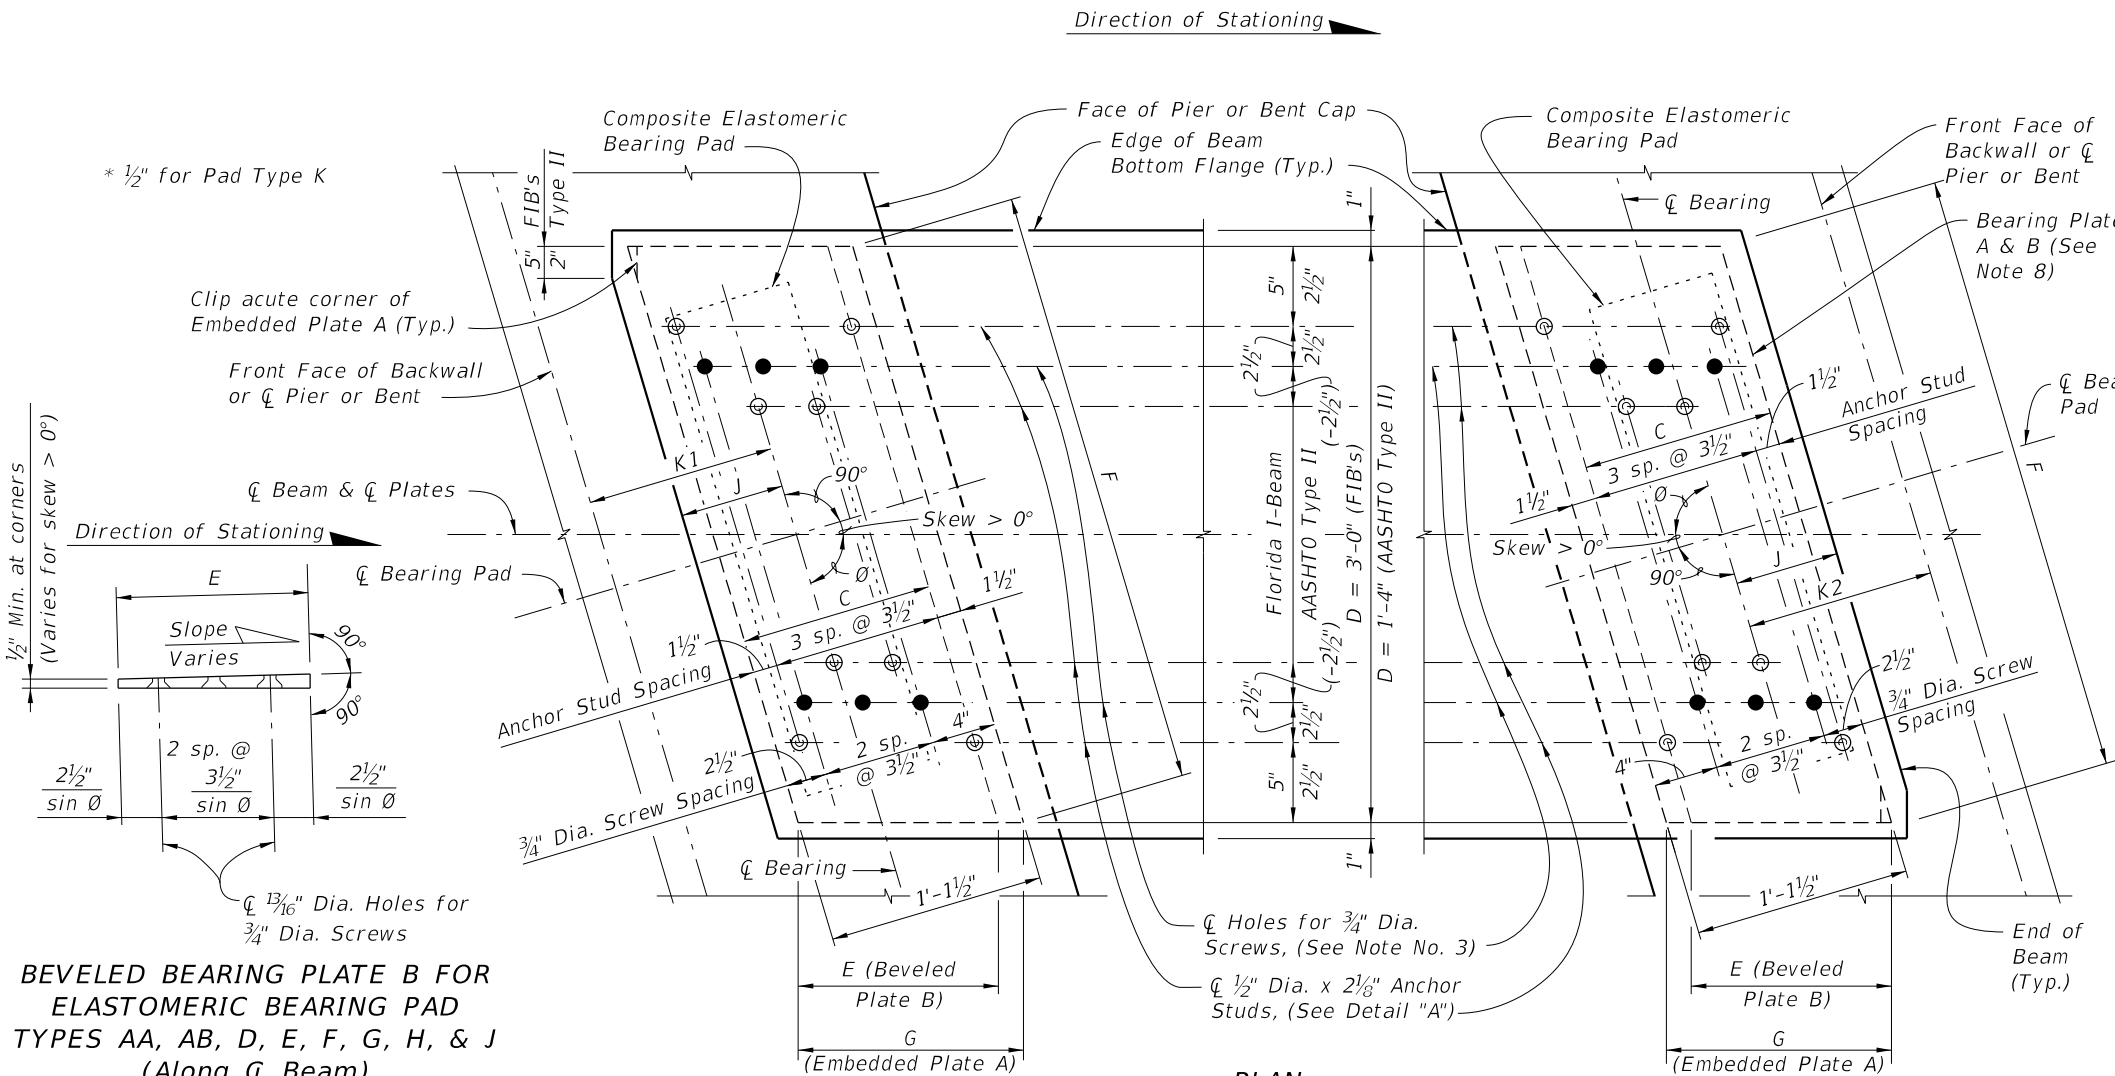 Direction of Stationing
* ½" for Pad Type K
5" FIB's
2" Type II
Composite Elastomeric
Bearing Pad
Face of Pier or Bent Cap
Edge of Beam
Bottom Flange (Typ.)
Composite Elastomeric
Bearing Pad
Front Face of
Backwall or ℄
Pier or Bent
℄ Bearing
Bearing Plate
A & B (See
Note 8)
Clip acute corner of
Embedded Plate A (Typ.)
Front Face of Backwall
or ℄ Pier or Bent
℄ Beam & ℄ Plates
℄ Bearing Pad
K1
J
90°
Skew > 0°
Ø
C
3 sp. @ 3½"
1½"
1½"
Anchor Stud Spacing
2½"
2 sp.
@ 3½"
4"
¾" Dia. Screw Spacing
℄ Bearing
1'-1½"
F
E (Beveled
Plate B)
G
(Embedded Plate A)
1"
5"
2½"
2½"
2½"
(-2½")
Florida I-Beam
AASHTO Type II
D = 3'-0" (FIB's)
D = 1'-4" (AASHTO Type II)
(-2½")
2½"
2½"
5"
2½"
1"
1½"
Anchor Stud
Spacing
C
3 sp. @ 3½"
1½"
Ø
Skew > 0°
90°
J
K2
F
Pad
2½"
¾" Dia. Screw
Spacing
4"
2 sp.
@ 3½"
1'-1½"
E (Beveled
Plate B)
G
(Embedded Plate A)
End of
Beam
(Typ.)
℄ Holes for ¾" Dia.
Screws, (See Note No. 3)
℄ ½" Dia. x 2⅛" Anchor
Studs, (See Detail "A")
½" Min. at corners
(Varies for skew > 0°)
Direction of Stationing
E
Slope
Varies
90°
90°
2 sp. @
2½"
sin Ø
3½"
sin Ø
2½"
sin Ø
℄ 13/16" Dia. Holes for
¾" Dia. Screws
BEVELED BEARING PLATE B FOR
ELASTOMERIC BEARING PAD
TYPES AA, AB, D, E, F, G, H, & J
(Along ℄ Beam)
PLAN